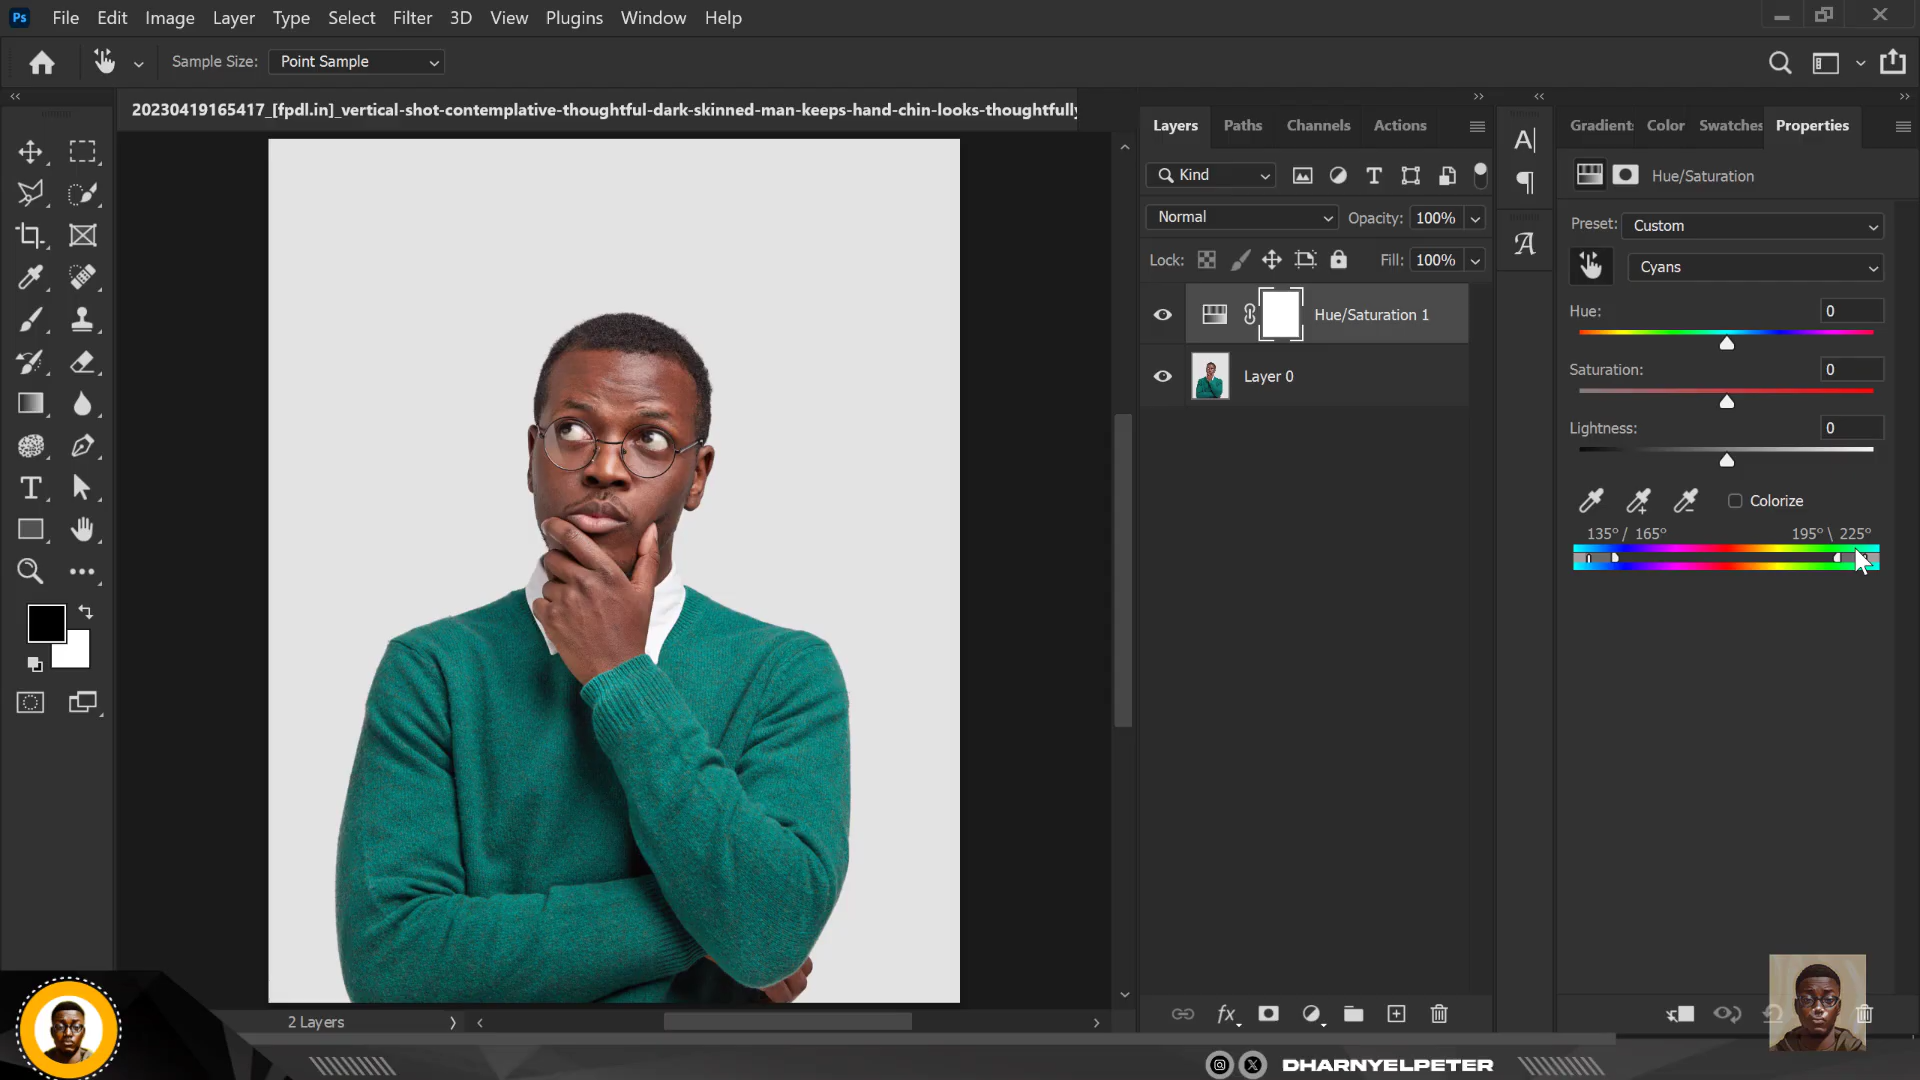 Ps File Edit Image Layer Type Select Filter 3D View Plugins Window Help
Sample Size: Point Sample
20230419165417_[fpdl.in]_vertical-shot-contemplative-thoughtful-dark-skinned-man-keeps-hand-chin-looks-thoughtfully
Layers Paths Channels Actions
Kind
Normal Opacity: 100%
Lock: Fill: 100%
Hue/Saturation 1
Layer 0
Gradient Color Swatches Properties
Hue/Saturation
Preset: Custom
Cyans
Hue: 0
Saturation: 0
Lightness: 0
Colorize
135°/ 165° 195°\ 225°
2 Layers
DHARNYELPETER